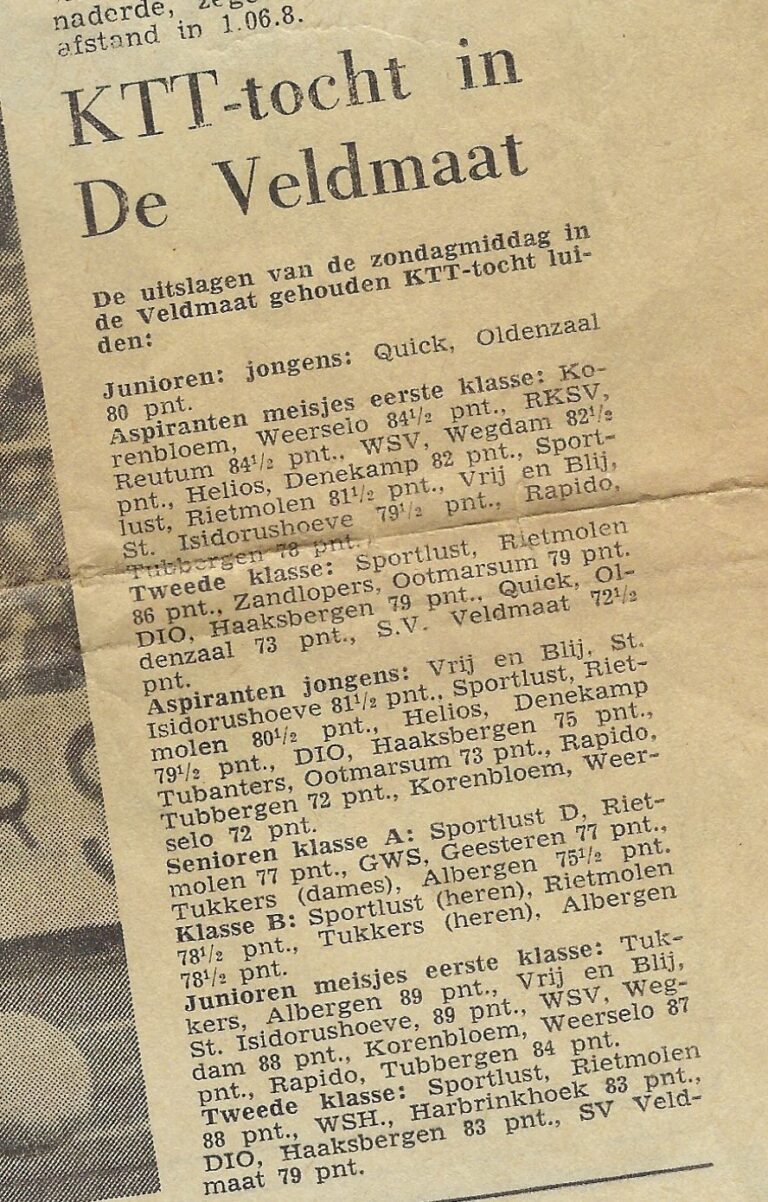 naderde, zege
afstand in 1.06.8.
KTT-tocht in
De Veldmaat
De uitslagen van de zondagmiddag in
de Veldmaat gehouden KTT-tocht lui-
den:
Junioren: jongens: Quick, Oldenzaal
80 pnt.
Aspiranten meisjes eerste klasse: Ko-
renbloem, Weerselo 84½ pnt., RKSV,
Reutum 84½ pnt., WSV, Wegdam 82½
pnt., Helios, Denekamp 82 pnt., Sport-
lust, Rietmolen 81½ pnt., Vrij en Blij,
St. Isidorushoeve 79½ pnt., Rapido,
Tubbergen 78 pnt.
Tweede klasse: Sportlust, Rietmolen
86 pnt., Zandlopers, Ootmarsum 79 pnt.
DIO, Haaksbergen 79 pnt., Quick, Ol-
denzaal 73 pnt., S.V. Veldmaat 72½
pnt.
Aspiranten jongens: Vrij en Blij, St.
Isidorushoeve 81½ pnt., Sportlust, Riet-
molen 80½ pnt., Helios, Denekamp
79½ pnt., DIO, Haaksbergen 75 pnt.,
Tubanters, Ootmarsum 73 pnt., Rapido,
Tubbergen 72 pnt., Korenbloem, Weer-
selo 72 pnt.
Senioren klasse A: Sportlust D, Riet-
molen 77 pnt., GWS, Geesteren 77 pnt.,
Tukkers (dames), Albergen 75½ pnt.
Klasse B: Sportlust (heren), Rietmolen
78½ pnt., Tukkers (heren), Albergen
78½ pnt.
Junioren meisjes eerste klasse: Tuk-
kers, Albergen 89 pnt., Vrij en Blij,
St. Isidorushoeve, 89 pnt., WSV, Weg-
dam 88 pnt., Korenbloem, Weerselo 87
pnt., Rapido, Tubbergen 84 pnt.
Tweede klasse: Sportlust, Rietmolen
88 pnt., WSH., Harbrinkhoek 83 pnt.,
DIO, Haaksbergen 83 pnt., SV Veld-
maat 79 pnt.